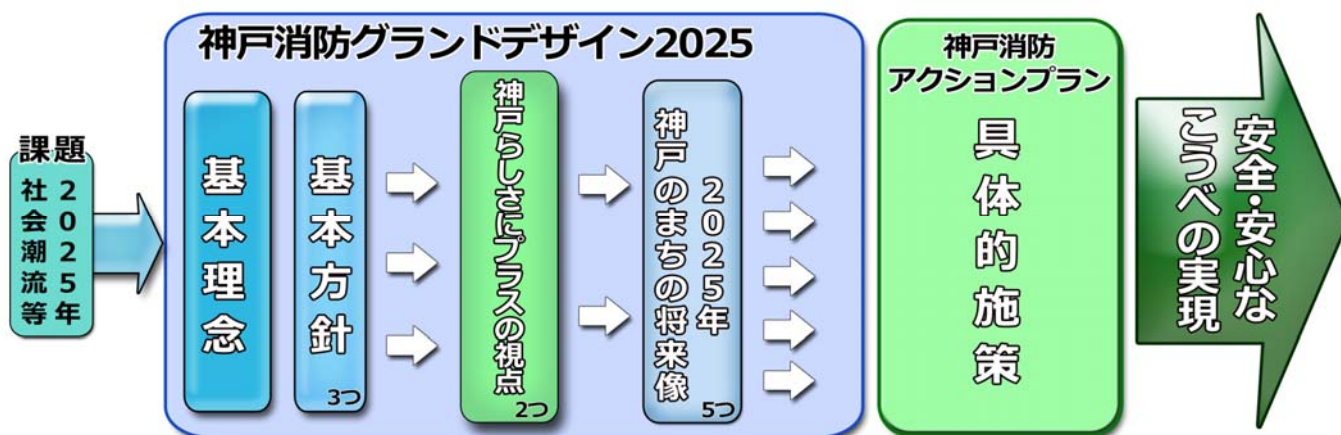 課題
2025年
社会潮流等
神戸消防グランドデザイン2025
基本理念
基本方針
3つ
神戸らしさにプラスの視点
2つ
2025年
神戸のまちの将来像
5つ
神戸消防
アクションプラン
具体的施策
安全・安心な
こうべの実現